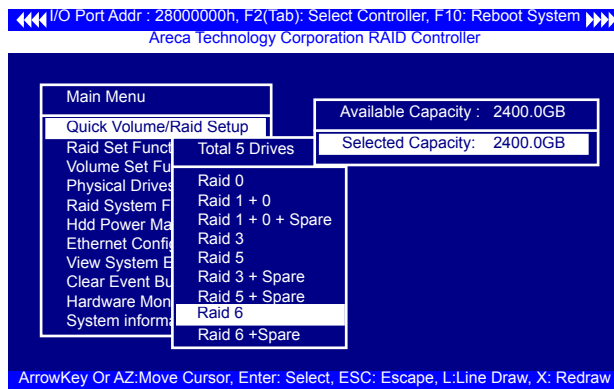 I/O Port Addr : 28000000h, F2(Tab): Select Controller, F10: Reboot System
Areca Technology Corporation RAID Controller
Main Menu
Quick Volume/Raid Setup
Raid Set Funct
Volume Set Fu
Physical Drives
Raid System F
Hdd Power Ma
Ethernet Config
View System E
Clear Event Bu
Hardware Mon
System informa
Total 5 Drives
Raid 0
Raid 1 + 0
Raid 1 + 0 + Spare
Raid 3
Raid 5
Raid 3 + Spare
Raid 5 + Spare
Raid 6
Raid 6 +Spare
Available Capacity : 2400.0GB
Selected Capacity: 2400.0GB
ArrowKey Or AZ:Move Cursor, Enter: Select, ESC: Escape, L:Line Draw, X: Redraw